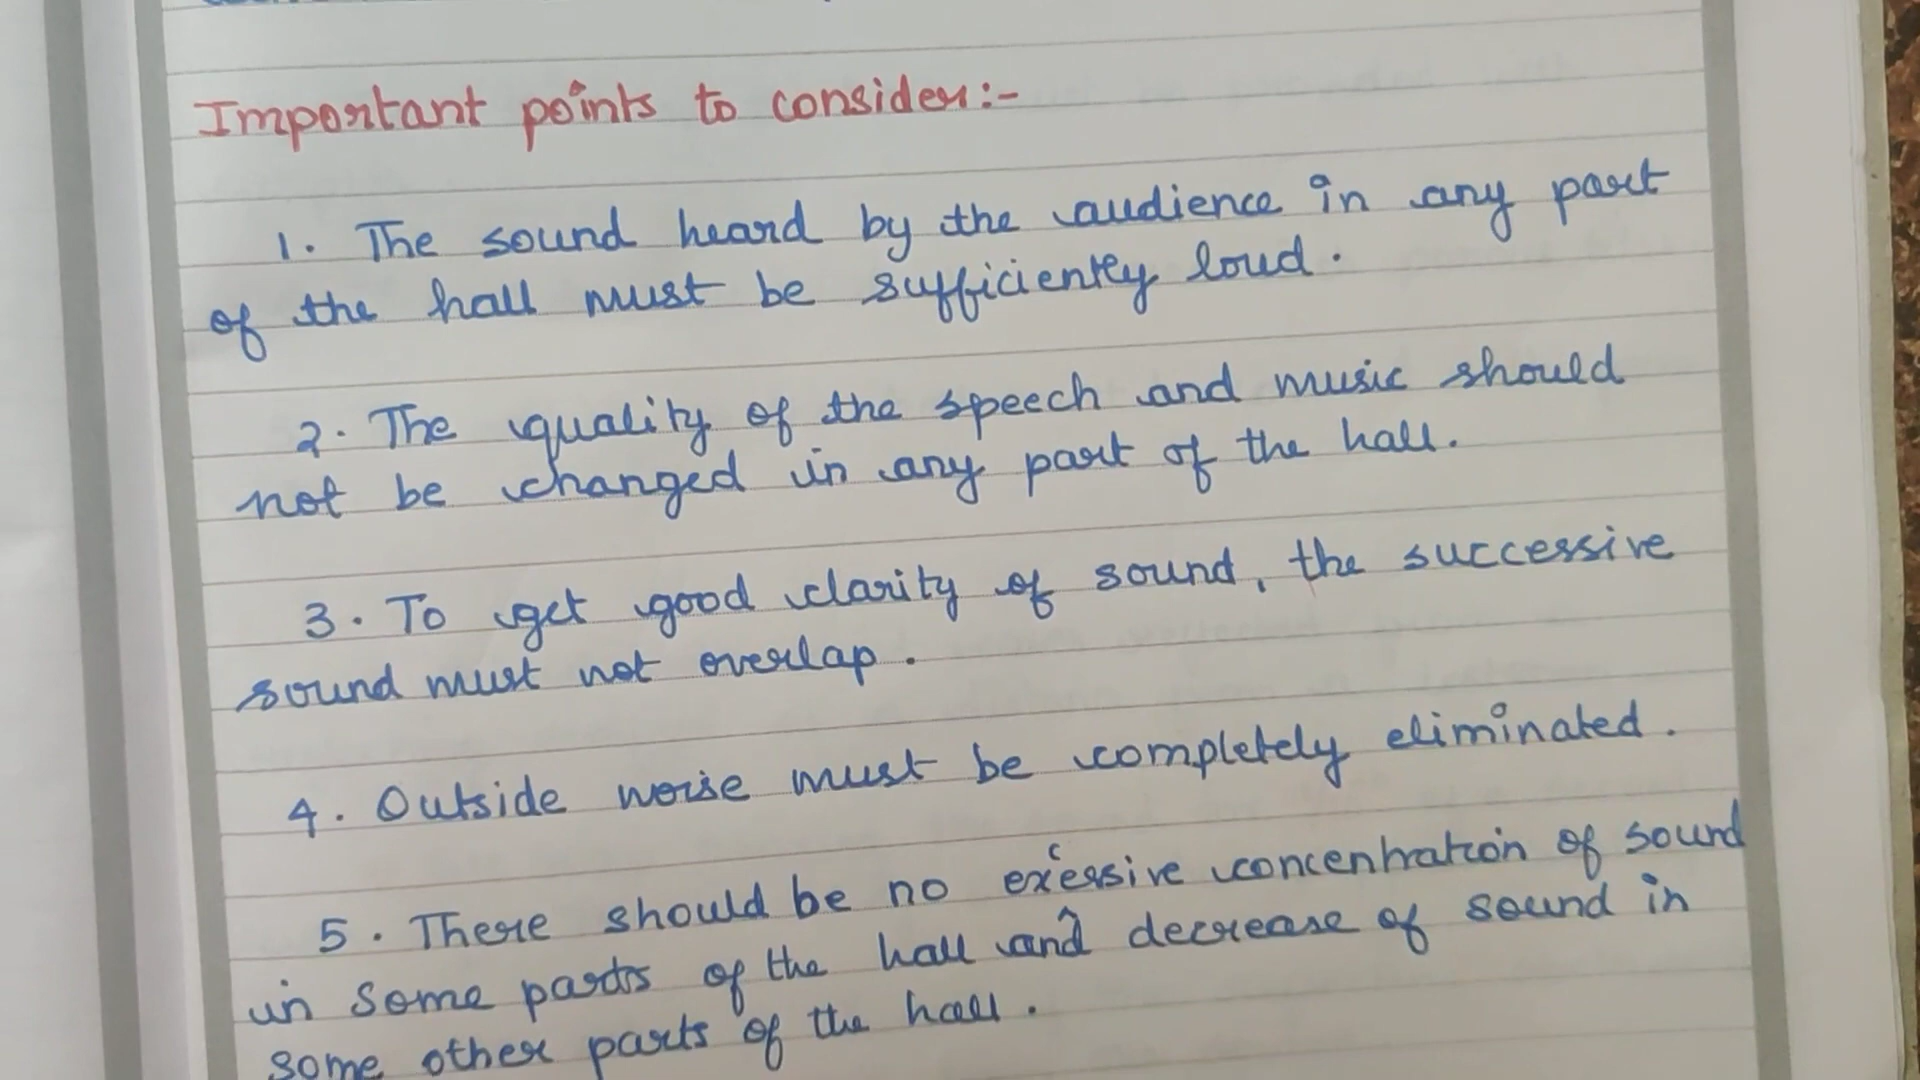 Important points to consider:-
1. The sound heard by the audience in any part
of the hall must be sufficiently loud.
2. The quality of the speech and music should
not be changed in any part of the hall.
3. To get good clarity of sound, the successive
sound must not overlap.
4. Outside noise must be completely eliminated.
5. There should be no excessive concentration of sound
in some parts of the hall and decrease of sound in
some other parts of the hall.